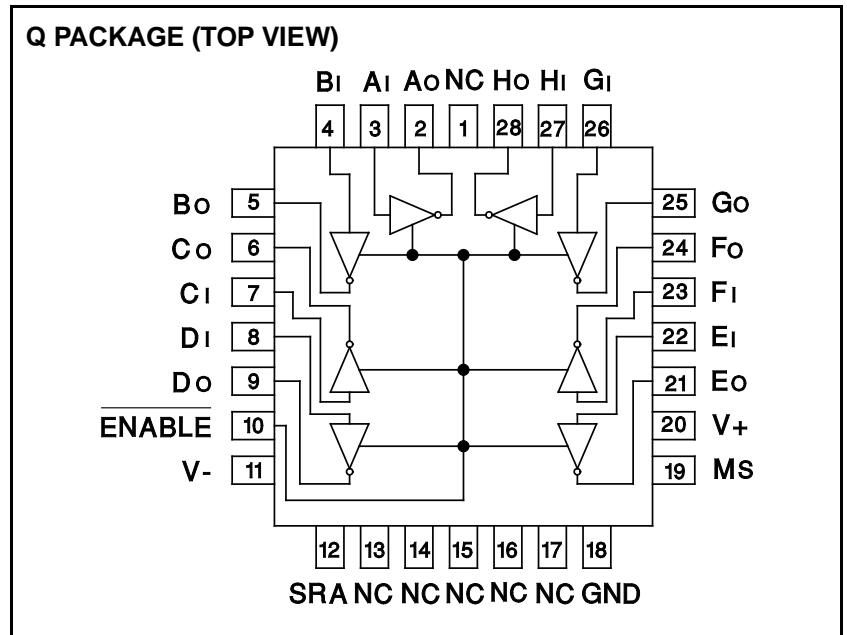 Q PACKAGE (TOP VIEW)
BI AI AO NC HO HI GI
4 3 2 1 28 27 26
BO 5 25 GO
CO 6 24 FO
CI 7 23 FI
DI 8 22 EI
DO 9 21 EO
ENABLE 10 20 V+
V- 11 19 MS
12 13 14 15 16 17 18
SRA NC NC NC NC NC GND